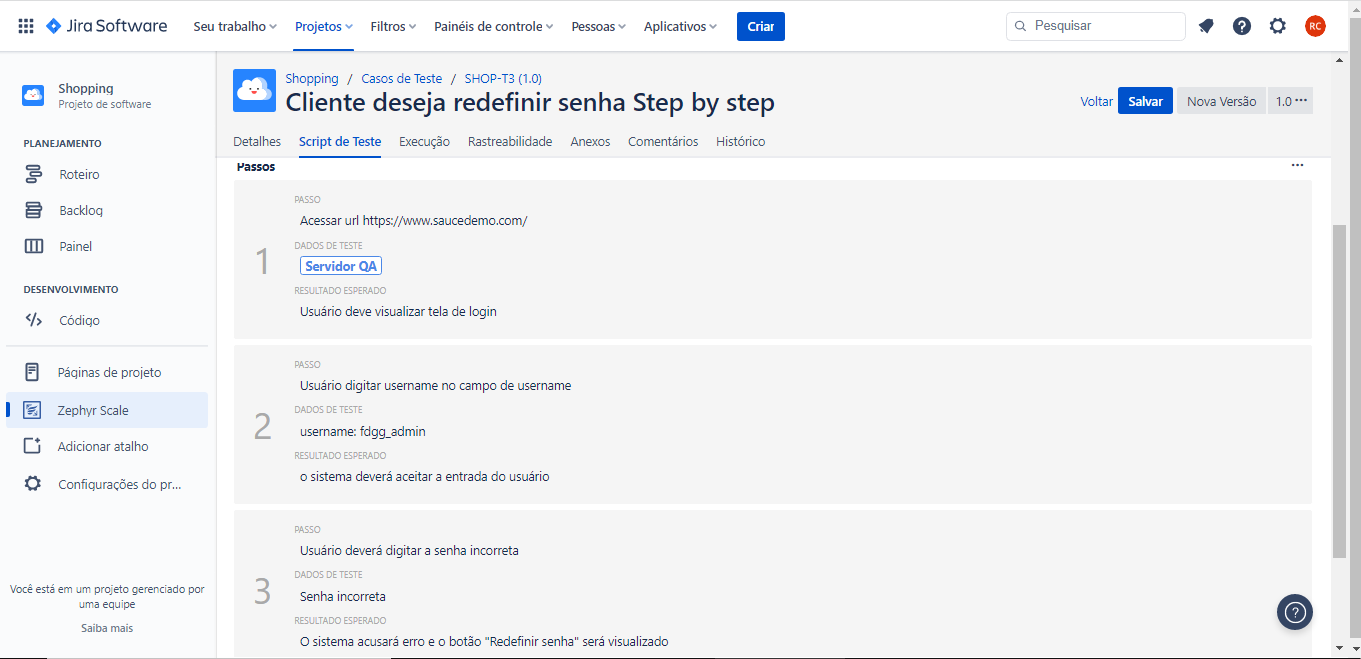 Jira Software Seu trabalho Projetos Filtros Painéis de controle Pessoas Aplicativos Criar Pesquisar RC
Shopping
Projeto de software
PLANEJAMENTO
Roteiro
Backlog
Painel
DESENVOLVIMENTO
Código
Páginas de projeto
Zephyr Scale
Adicionar atalho
Configurações do pr...
Você está em um projeto gerenciado por
uma equipe
Saiba mais
Shopping / Casos de Teste / SHOP-T3 (1.0)
Cliente deseja redefinir senha Step by step
Voltar Salvar Nova Versão 1.0 ...
Detalhes Script de Teste Execução Rastreabilidade Anexos Comentários Histórico
Passos ...
1
PASSO
Acessar url https://www.saucedemo.com/
DADOS DE TESTE
Servidor QA
RESULTADO ESPERADO
Usuário deve visualizar tela de login
2
PASSO
Usuário digitar username no campo de username
DADOS DE TESTE
username: fdgg_admin
RESULTADO ESPERADO
o sistema deverá aceitar a entrada do usuário
3
PASSO
Usuário deverá digitar a senha incorreta
DADOS DE TESTE
Senha incorreta
RESULTADO ESPERADO
O sistema acusará erro e o botão "Redefinir senha" será visualizado